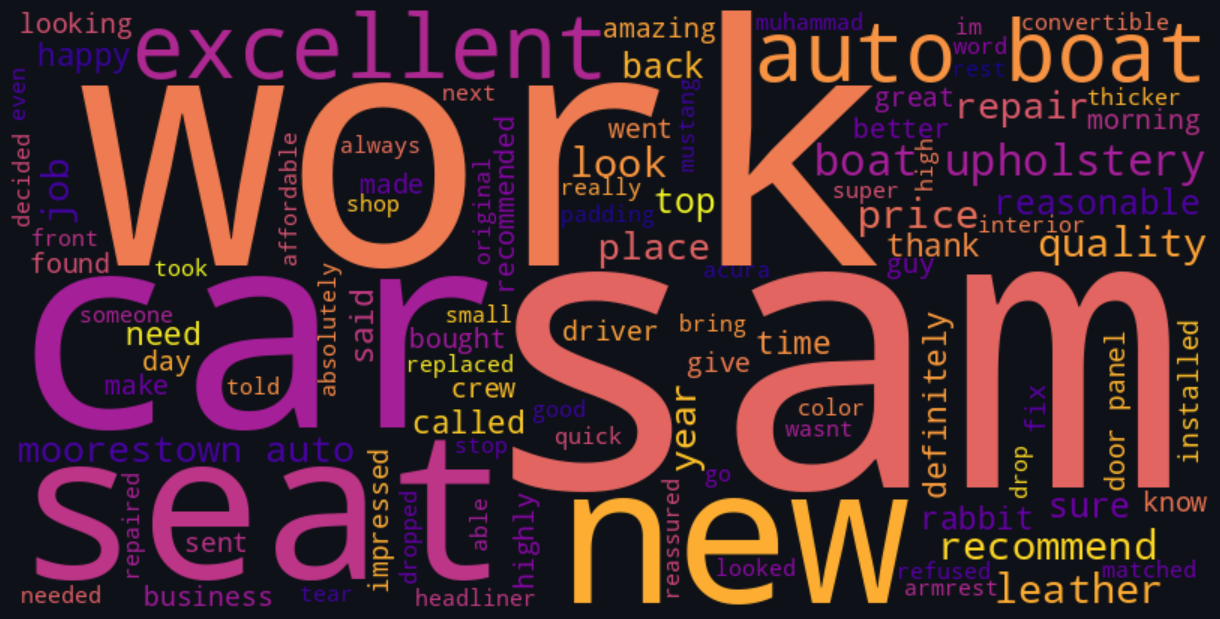 looking
excellent
amazing
muhammad
im
convertible
happy
back
auto
word
boat
rest
even
work
next
great
repair
thicker
went
mustang
better
morning
decided
job
affordable
always
made
shop
original
recommended
look
really
padding
top
boat upholstery
high
super
reasonable
price
interior
front
found
took
place
thank
quality
acura
guy
car
sam
someone
need
day
make
told
absolutely
said
small
bought
replaced
crew
called
driver
bring
time
give
good
quick
year
color
wasnt
definitely
fix
door panel
installed
drop
moorestown auto
stop
go
seat
repaired
sent
impressed
dropped
able
highly
new
reassured
looked
rabbit
sure
know
recommend
refused
matched
armrest
leather
needed
business
tear
headliner